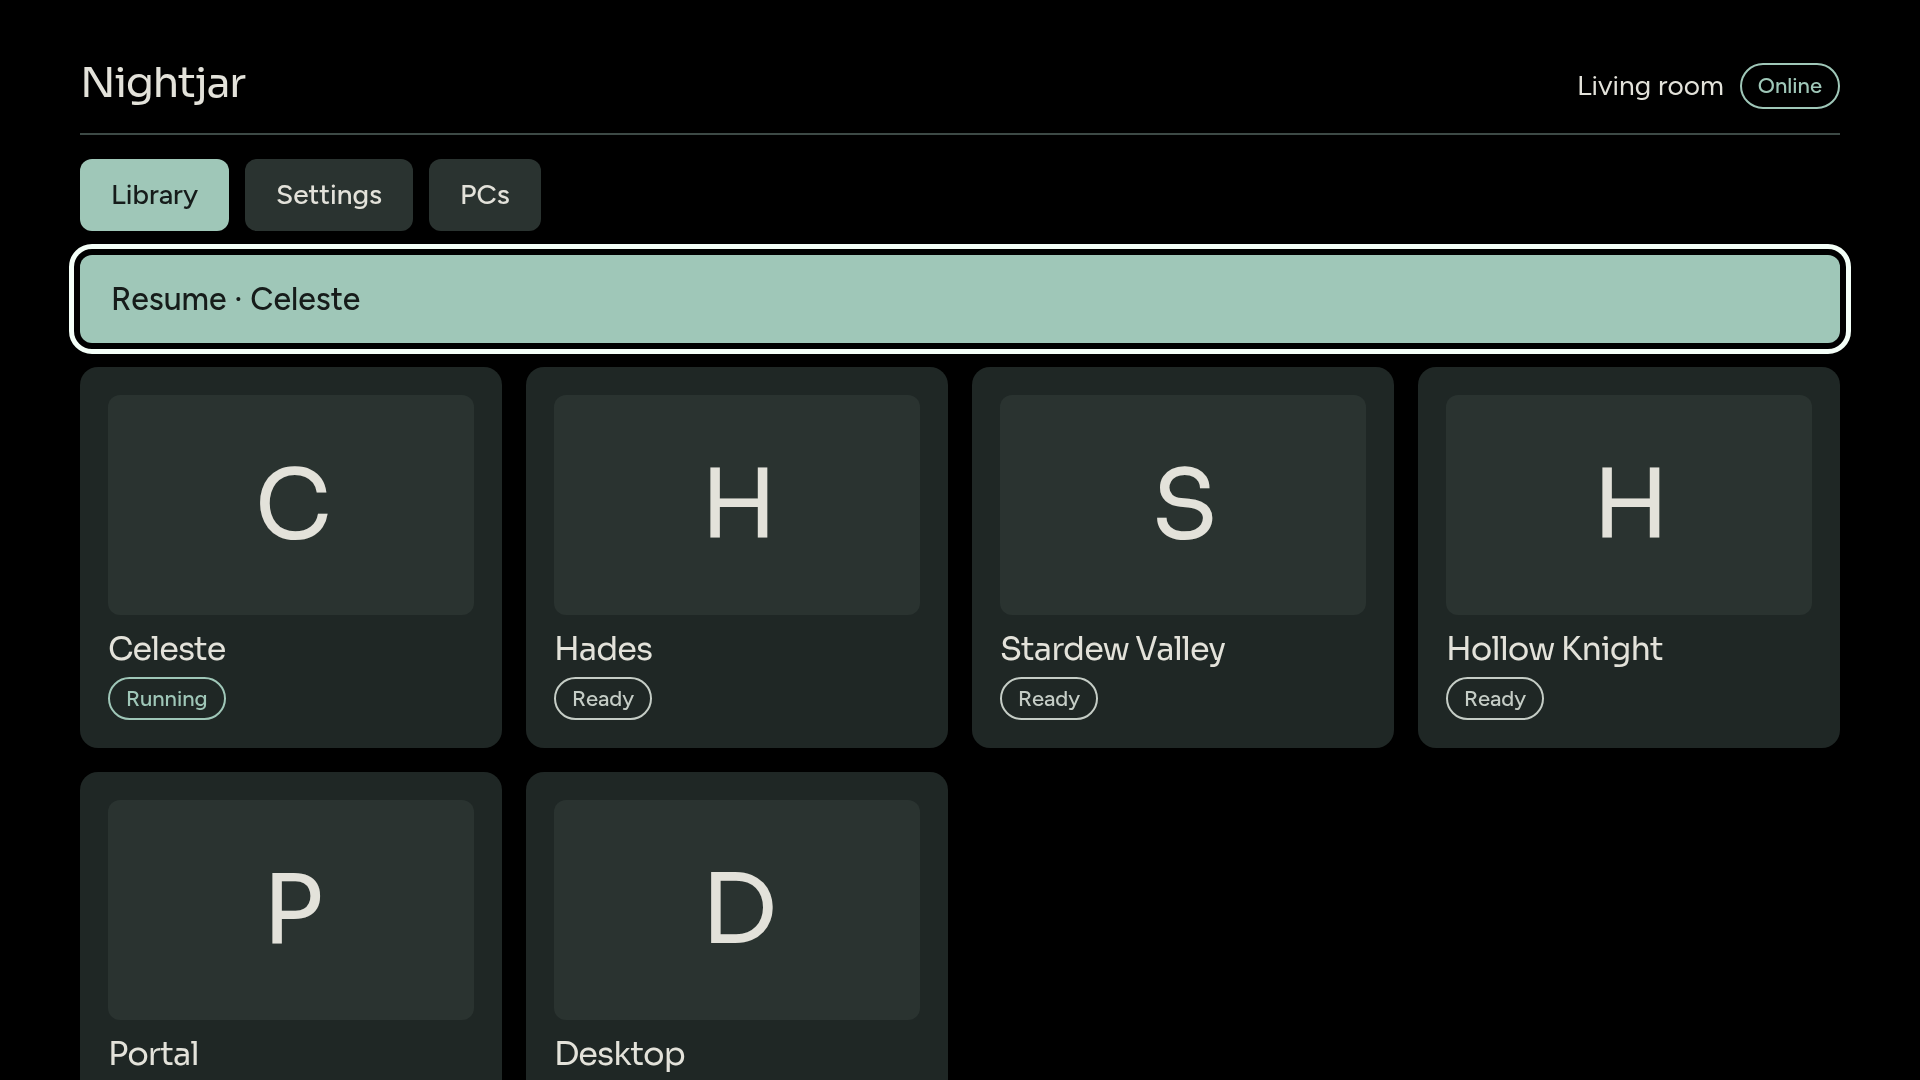 Nightjar
Living room
Online
Library
Settings
PCs
Resume · Celeste
C
H
S
H
Celeste
Hades
Stardew Valley
Hollow Knight
Running
Ready
Ready
Ready
P
D
Portal
Desktop